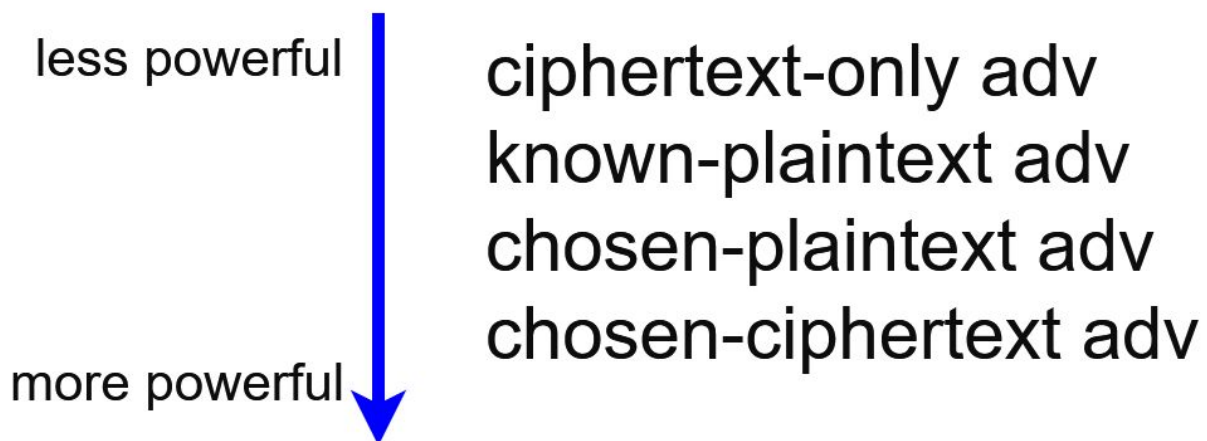 less powerful
ciphertext-only adv
known-plaintext adv
chosen-plaintext adv
chosen-ciphertext adv
more powerful